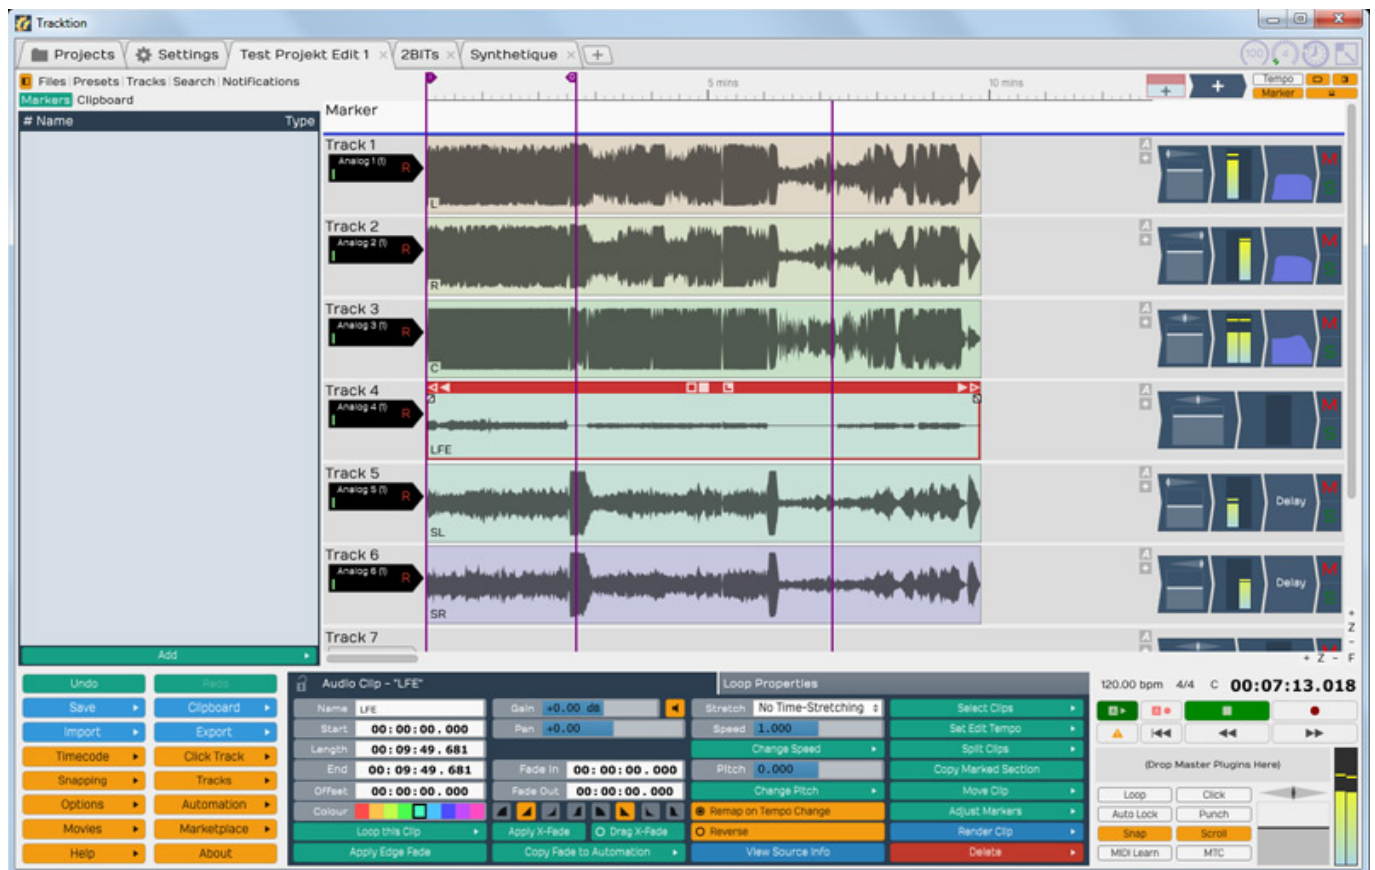 Tracktion
Projects Settings Test Projekt Edit 1 2BITs Synthetique
100 4
Files Presets Tracks Search Notifications
Markers Clipboard
# Name Type
5 mins 10 mins
Tempo
Marker
Marker
Track 1
Analog 1 (1) R
L
A
M
S
Track 2
Analog 2 (1) R
R
A
M
S
Track 3
Analog 3 (1) R
C
A
M
S
Track 4
Analog 4 (1) R
LFE
A
M
S
Track 5
Analog 5 (1) R
SL
A
Delay
M
S
Track 6
Analog 6 (1) R
SR
A
Delay
M
S
Track 7
A
Add
+ Z -
+ Z - F
Undo Redo
Save Clipboard
Import Export
Timecode Click Track
Snapping Tracks
Options Automation
Movies Marketplace
Help About
Audio Clip - "LFE" Loop Properties
Name LFE
Start 00:00:00.000
Length 00:09:49.681
End 00:09:49.681
Offset 00:00:00.000
Colour
Loop this Clip
Apply Edge Fade
Gain +0.00 dB
Pan +0.00
Fade In 00:00:00.000
Fade Out 00:00:00.000
Apply X-Fade Drag X-Fade
Copy Fade to Automation
Stretch No Time-Stretching
Speed 1.000
Change Speed
Pitch 0.000
Change Pitch
Remap on Tempo Change
Reverse
View Source Info
Select Clips
Set Edit Tempo
Split Clips
Copy Marked Section
Move Clip
Adjust Markers
Render Clip
Delete
120.00 bpm 4/4 C 00:07:13.018
(Drop Master Plugins Here)
Loop Click
Auto Lock Punch
Snap Scroll
MIDI Learn MTC